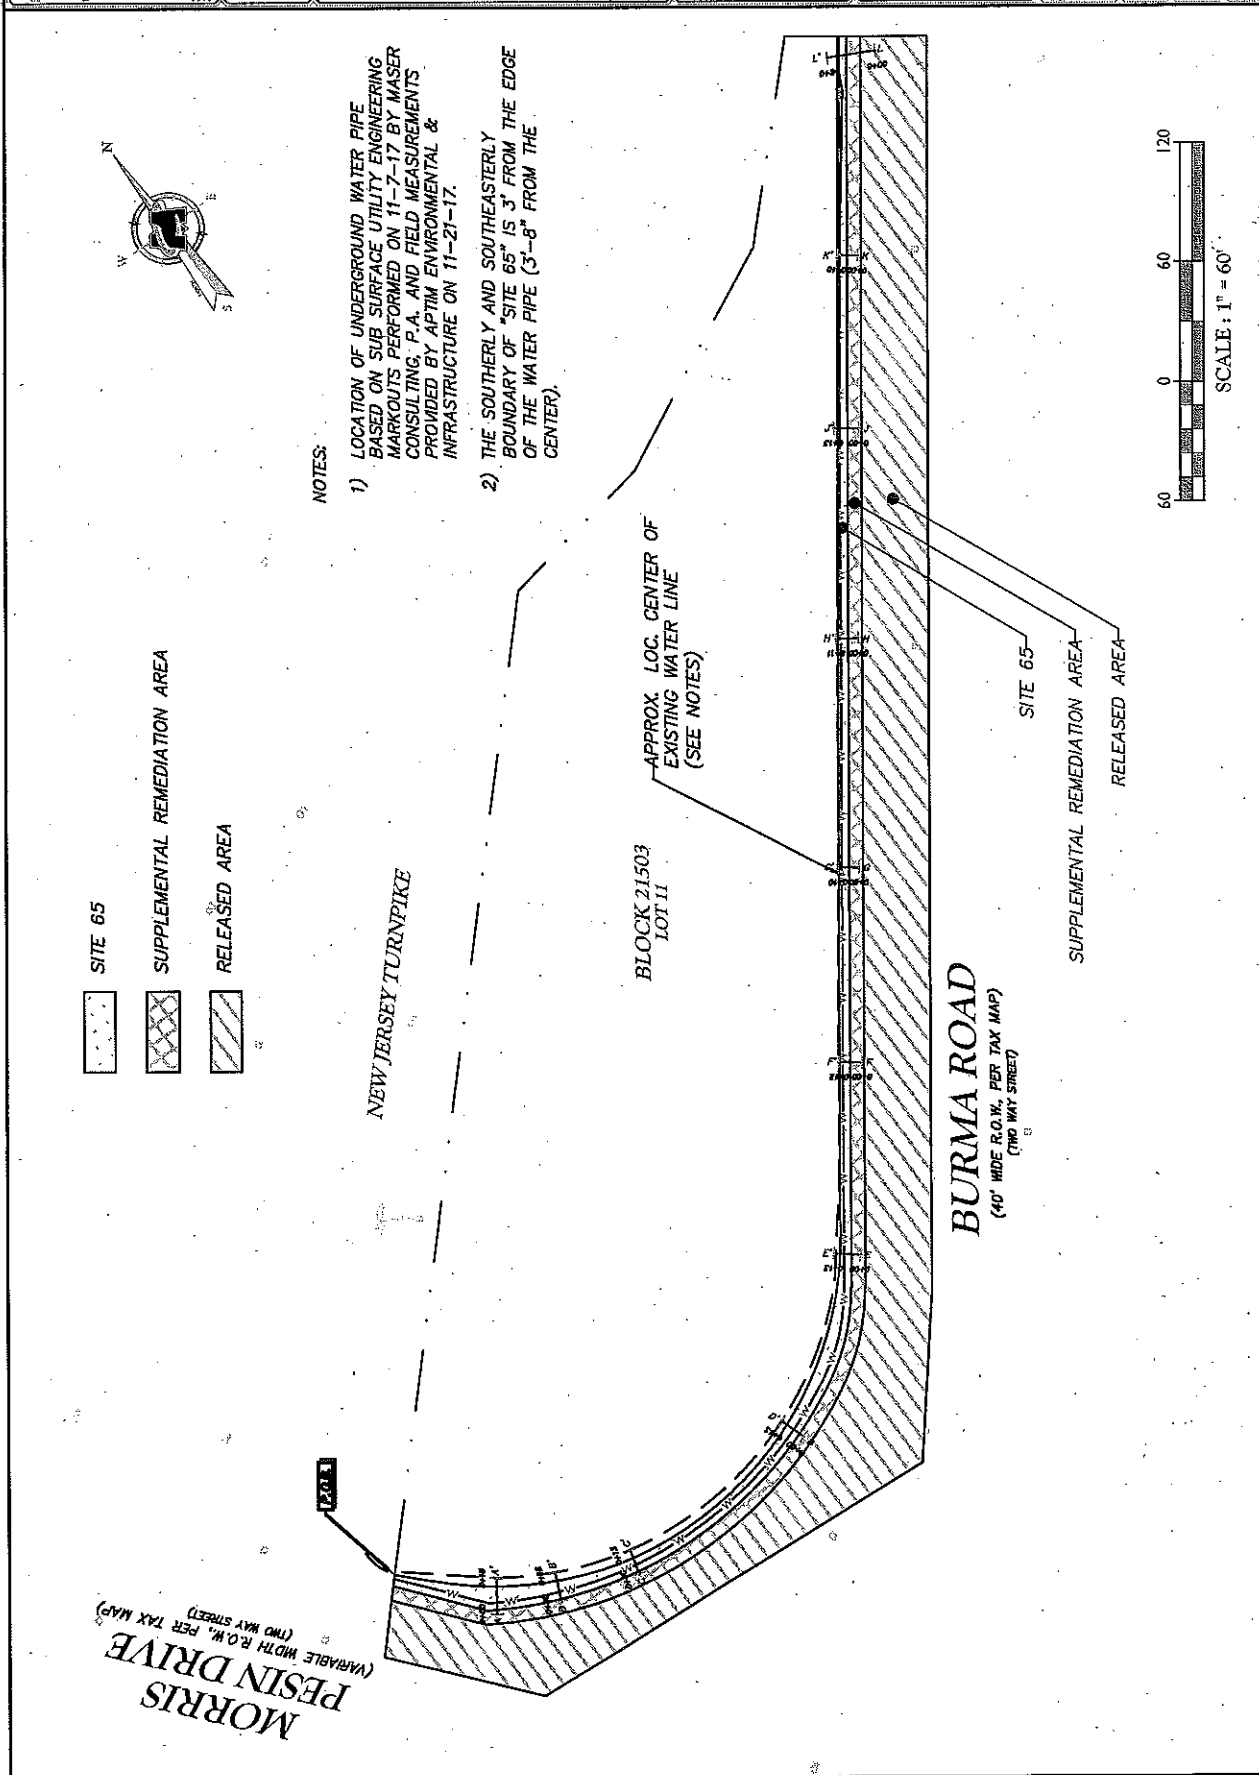 NOTES:
1) LOCATION OF UNDERGROUND WATER PIPE
BASED ON SUB SURFACE UTILITY ENGINEERING
MARKOUTS PERFORMED ON 11-7-17 BY MASER
CONSULTING, P.A. AND FIELD MEASUREMENTS
PROVIDED BY APTIM ENVIRONMENTAL &
INFRASTRUCTURE ON 11-21-17.
2) THE SOUTHERLY AND SOUTHEASTERLY
BOUNDARY OF "SITE 65" IS 3' FROM THE EDGE
OF THE WATER PIPE (3'-8" FROM THE
CENTER).
N
W
E
S
SITE 65
SUPPLEMENTAL REMEDIATION AREA
RELEASED AREA
NEW JERSEY TURNPIKE
BLOCK 21503
LOT 11
APPROX. LOC. CENTER OF
EXISTING WATER LINE
(SEE NOTES)
P.O.B.
MORRIS
PESIN DRIVE
(VARIABLE WIDTH R.O.W., PER TAX MAP)
(TWO WAY STREET)
A'
B'
C'
D'
E'
F'
F
H'
H
J'
J
K'
K
W
BURMA ROAD
(40' WIDE R.O.W., PER TAX MAP)
(TWO WAY STREET)
SITE 65
SUPPLEMENTAL REMEDIATION AREA
RELEASED AREA
60 0 60 120
SCALE: 1" = 60'